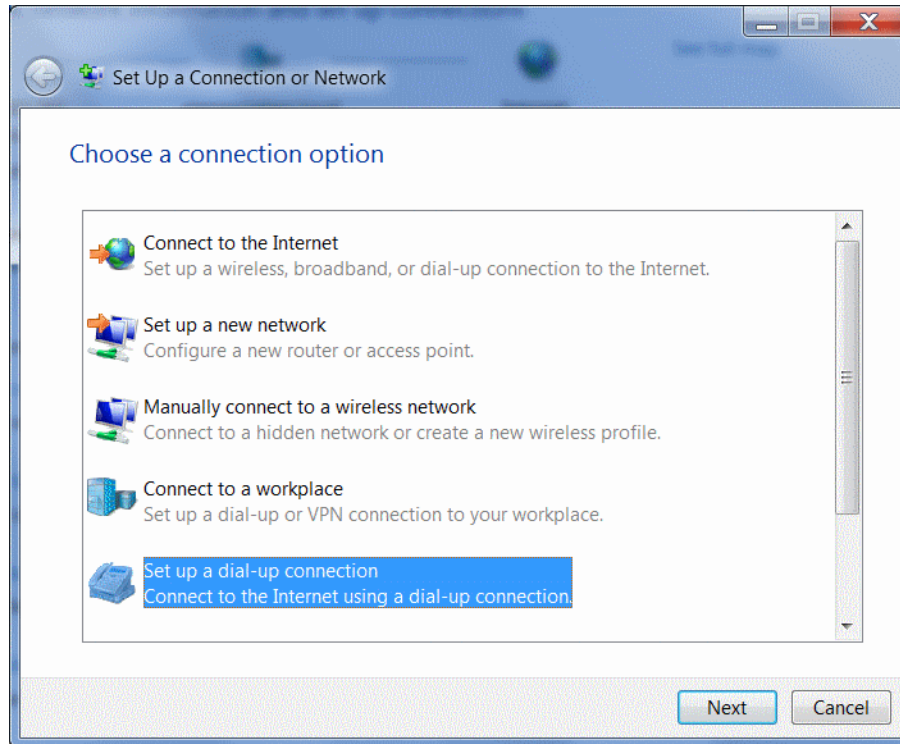 Set Up a Connection or Network
Choose a connection option
Connect to the Internet
Set up a wireless, broadband, or dial-up connection to the Internet.
Set up a new network
Configure a new router or access point.
Manually connect to a wireless network
Connect to a hidden network or create a new wireless profile.
Connect to a workplace
Set up a dial-up or VPN connection to your workplace.
Set up a dial-up connection
Connect to the Internet using a dial-up connection.
Next
Cancel